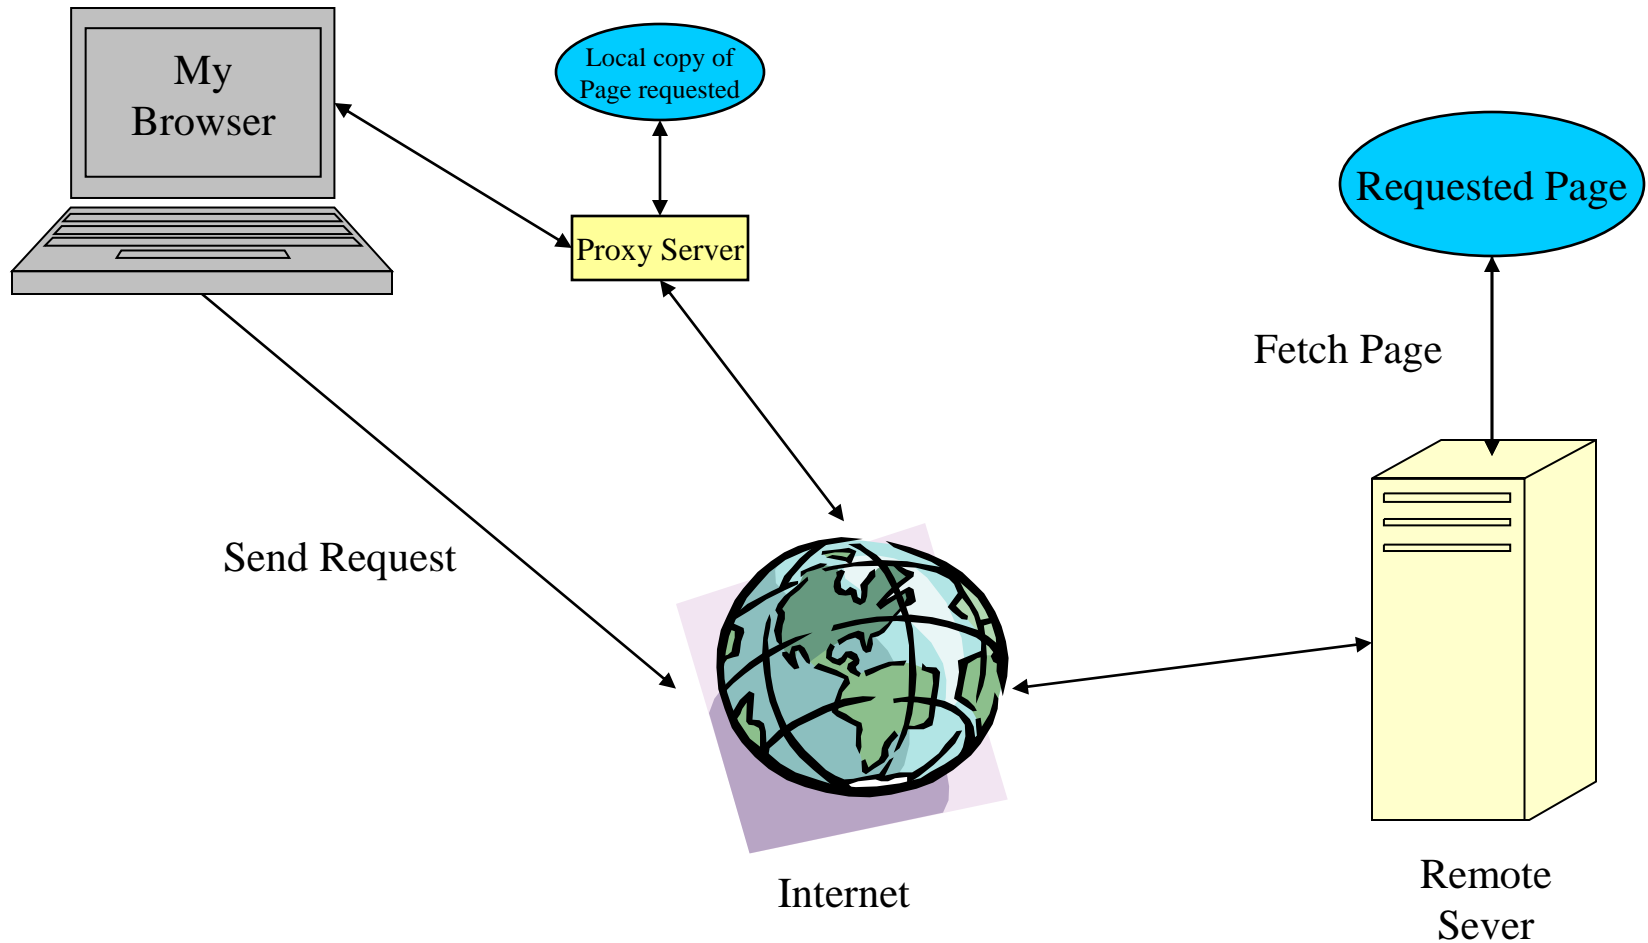 My
Browser
Local copy of
Page requested
Requested Page
Proxy Server
Fetch Page
Send Request
Internet
Remote
Sever